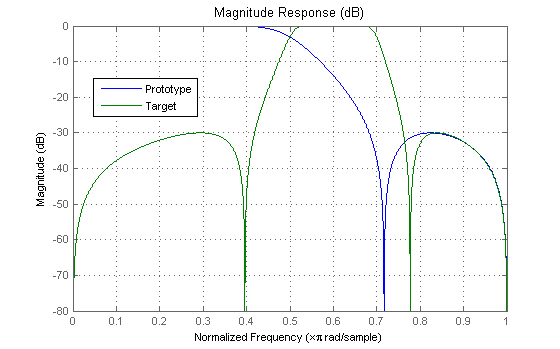 Magnitude Response (dB)
0
-10
-20
-30
-40
-50
-60
-70
-80
Magnitude (dB)
Prototype
Target
0 0.1 0.2 0.3 0.4 0.5 0.6 0.7 0.8 0.9 1
Normalized Frequency (×π rad/sample)